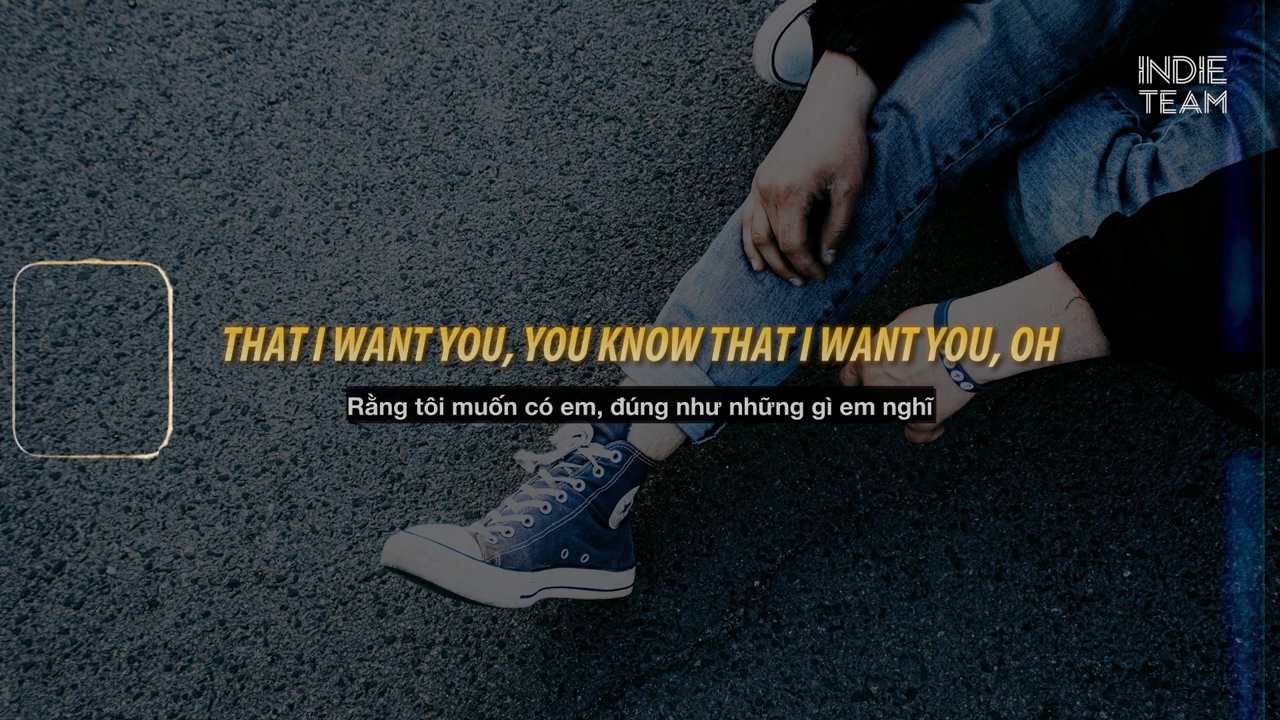 INDIE
TEAM
THAT I WANT YOU, YOU KNOW THAT I WANT YOU, OH
Rằng tôi muốn có em, đúng như những gì em nghĩ